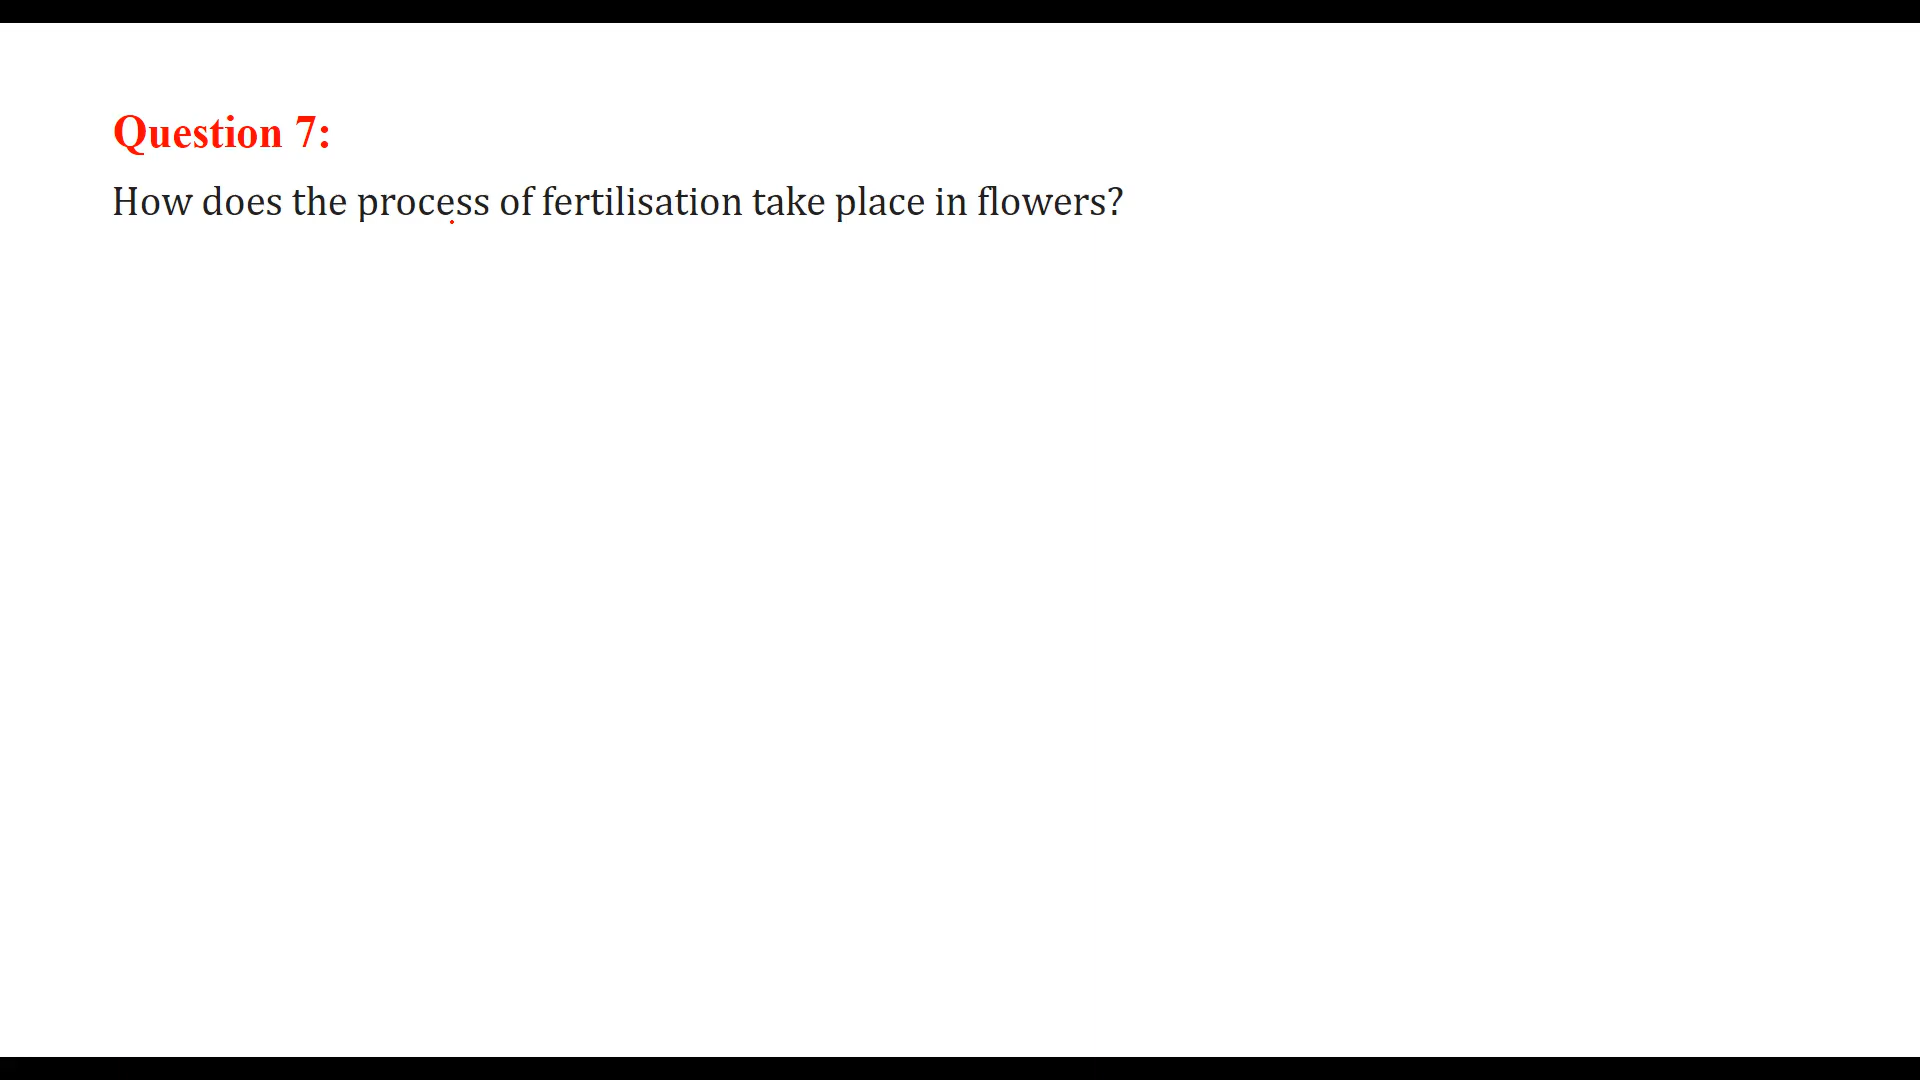 Question 7:
How does the process of fertilisation take place in flowers?